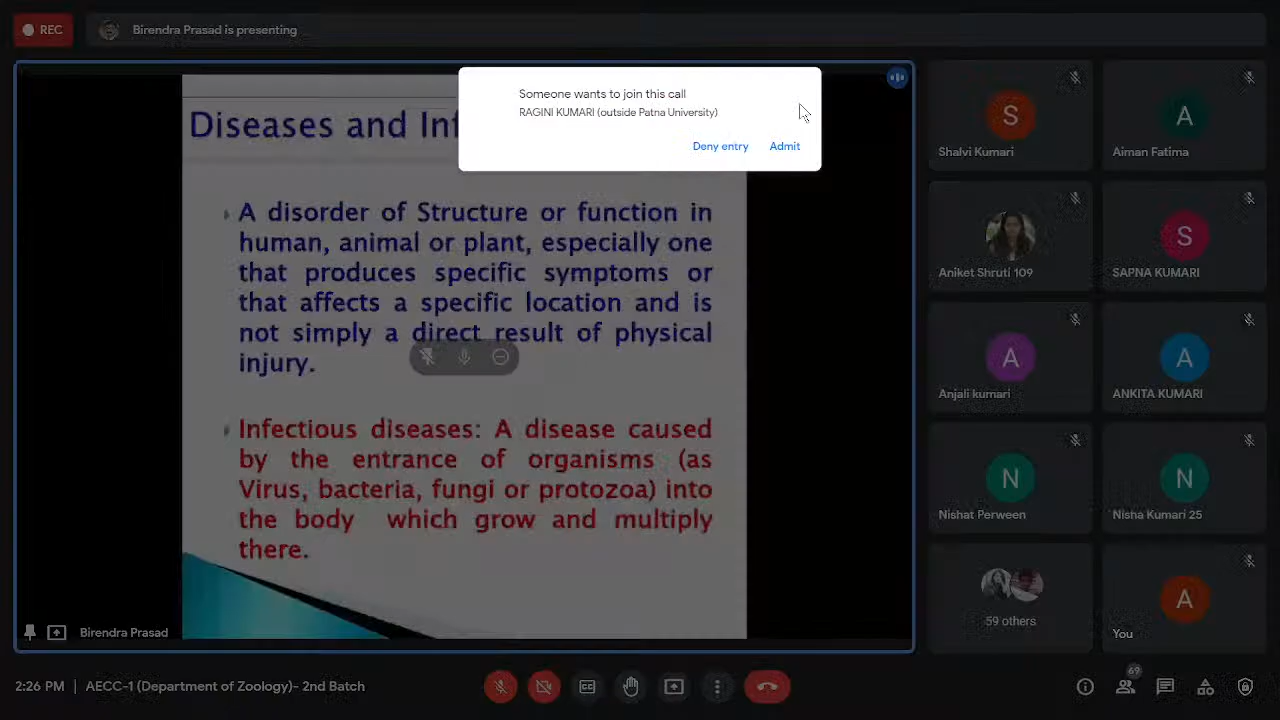 REC
Birendra Prasad is presenting
Someone wants to join this call
RAGINI KUMARI (outside Patna University)
Deny entry Admit
Diseases and
A disorder of Structure or function in
human, animal or plant, especially one
that produces specific symptoms or
that affects a specific location and is
not simply a direct result of physical
injury.
Infectious diseases: A disease caused
by the entrance of organisms (as
Virus, bacteria, fungi or protozoa) into
the body which grow and multiply
there.
Birendra Prasad
S
Shalvi Kumari
A
Aiman Fatima
Aniket Shruti 109
S
SAPNA KUMARI
A
Anjali kumari
A
ANKITA KUMARI
N
Nishat Perween
N
Nisha Kumari 25
59 others
A
You
2:26 PM | AECC-1 (Department of Zoology)- 2nd Batch
CC
69